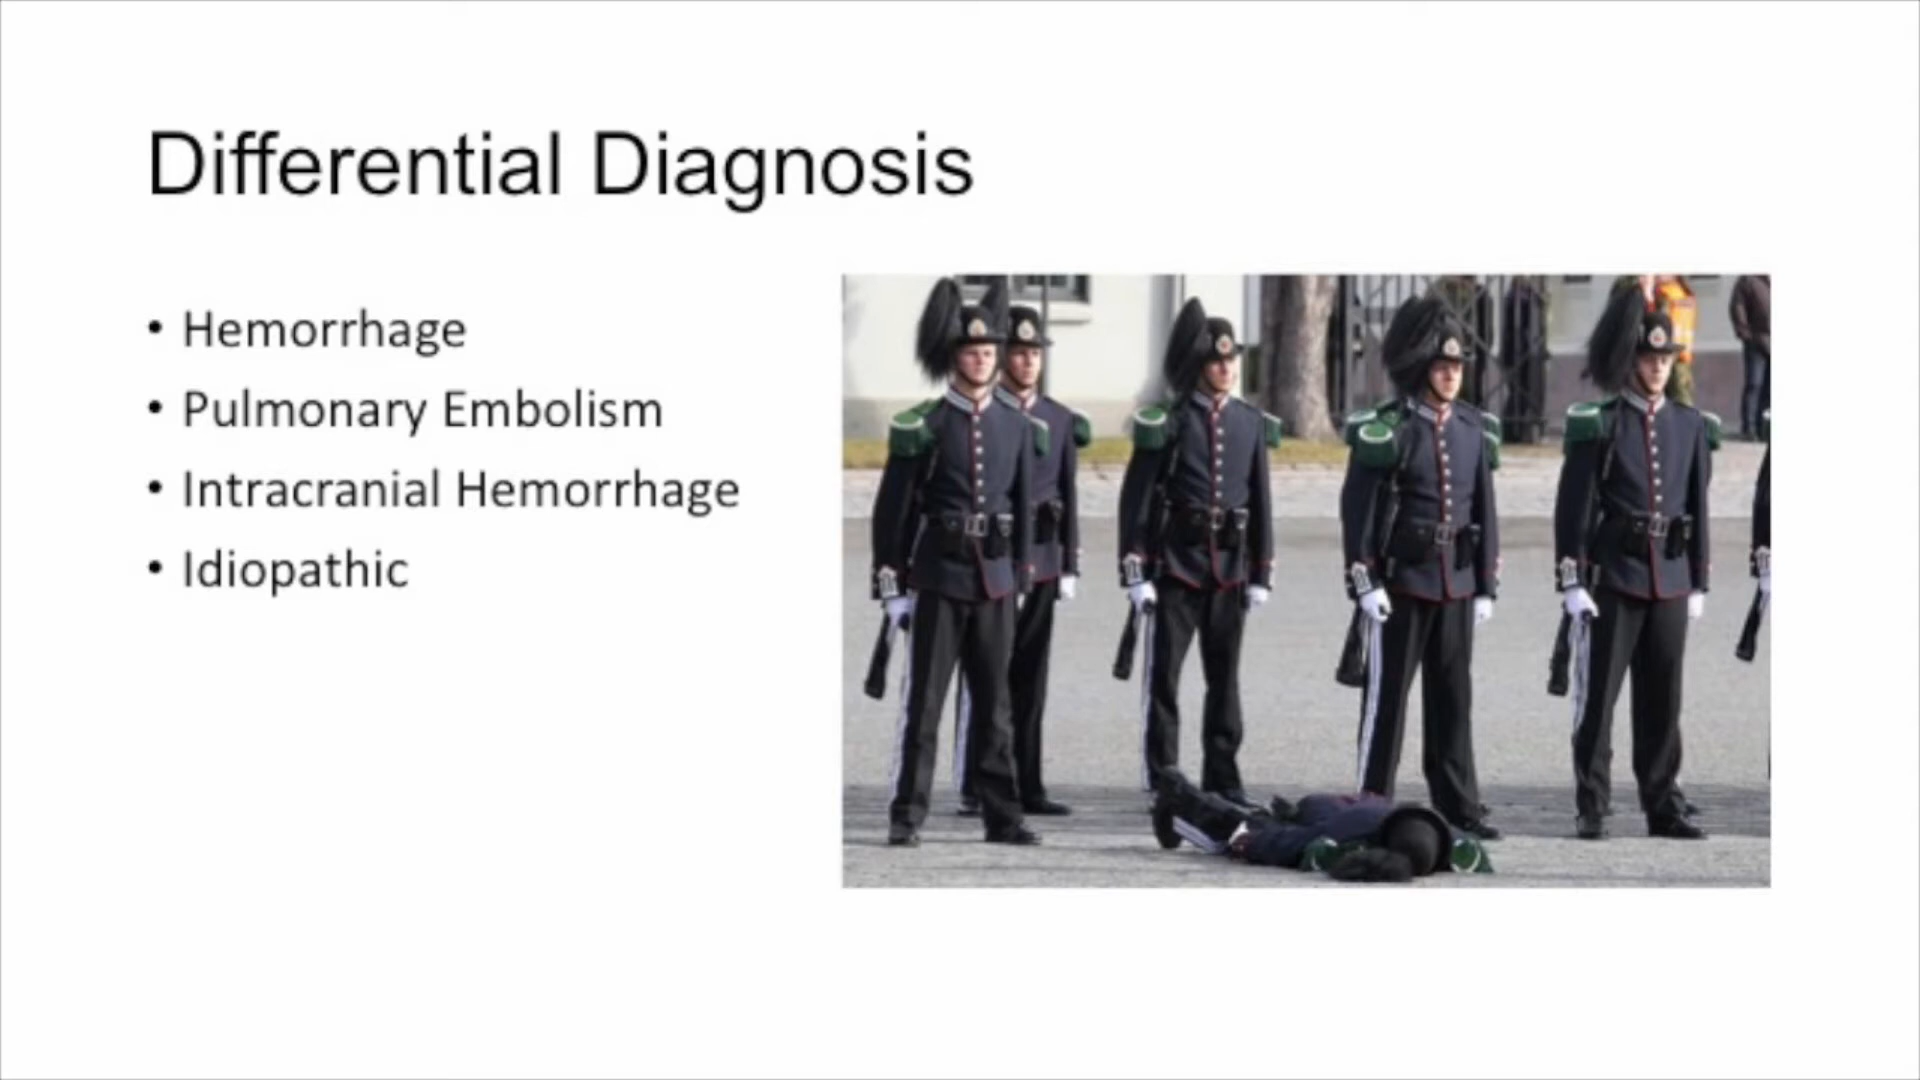 Differential Diagnosis
• Hemorrhage
• Pulmonary Embolism
• Intracranial Hemorrhage
• Idiopathic